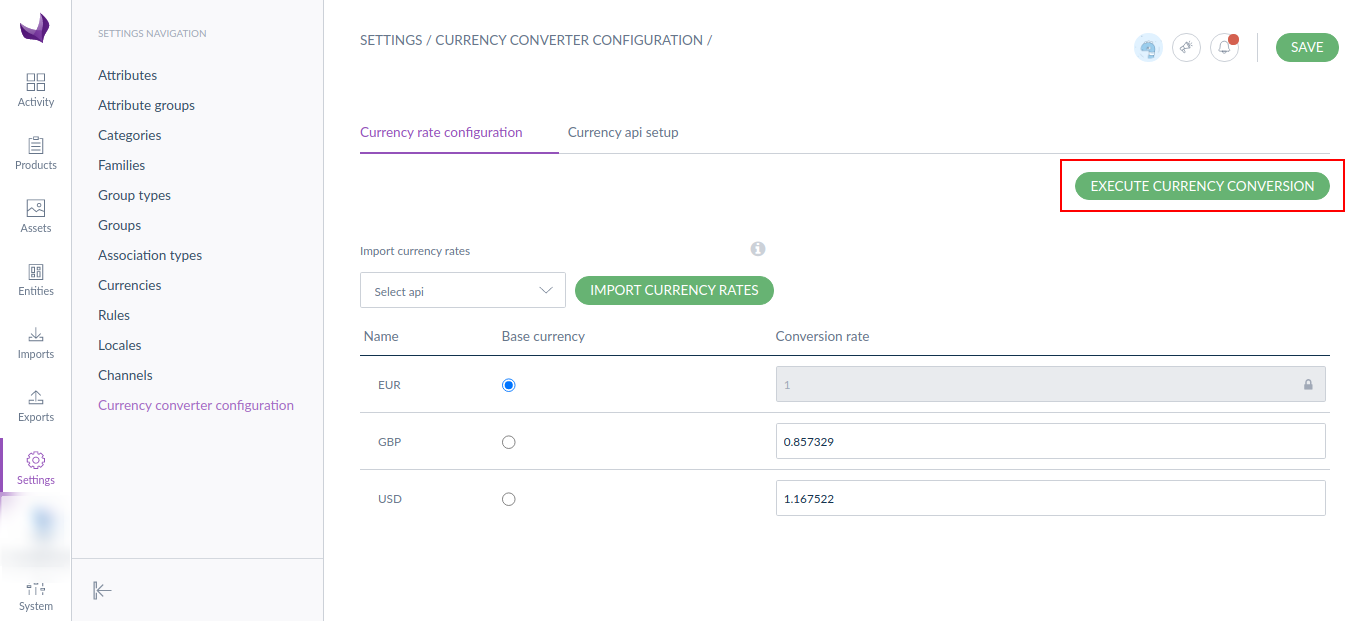 Activity
Products
Assets
Entities
Imports
Exports
Settings
System
SETTINGS NAVIGATION
Attributes
Attribute groups
Categories
Families
Group types
Groups
Association types
Currencies
Rules
Locales
Channels
Currency converter configuration
SETTINGS / CURRENCY CONVERTER CONFIGURATION /
SAVE
Currency rate configuration Currency api setup
EXECUTE CURRENCY CONVERSION
Import currency rates
Select api IMPORT CURRENCY RATES
Name Base currency Conversion rate
EUR 1
GBP 0.857329
USD 1.167522